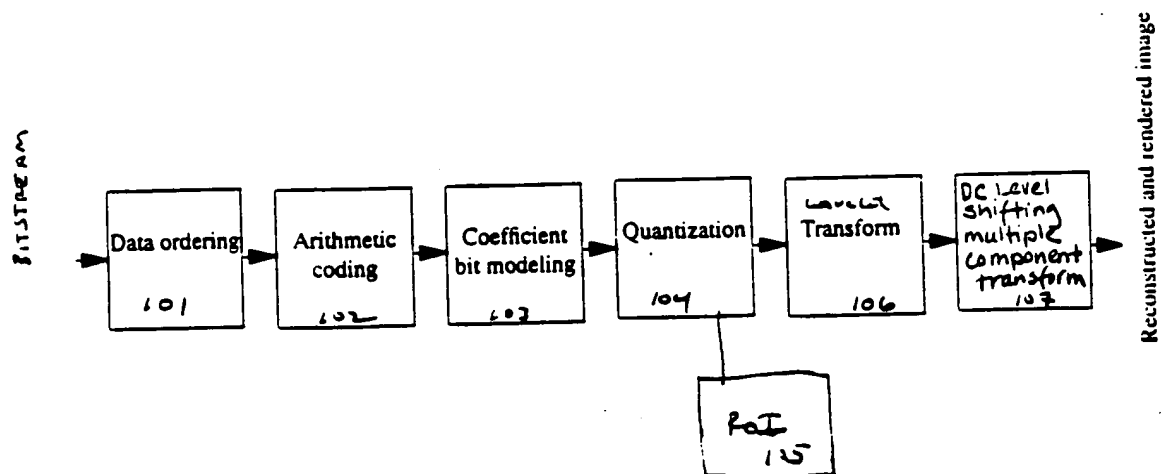 BITSTREAM
Data ordering
101
Arithmetic
coding
102
Coefficient
bit modeling
103
Quantization
104
wavelet
Transform
106
DC Level
shifting
multiple
component
transform
107
Reconstructed and rendered image
RoI
105